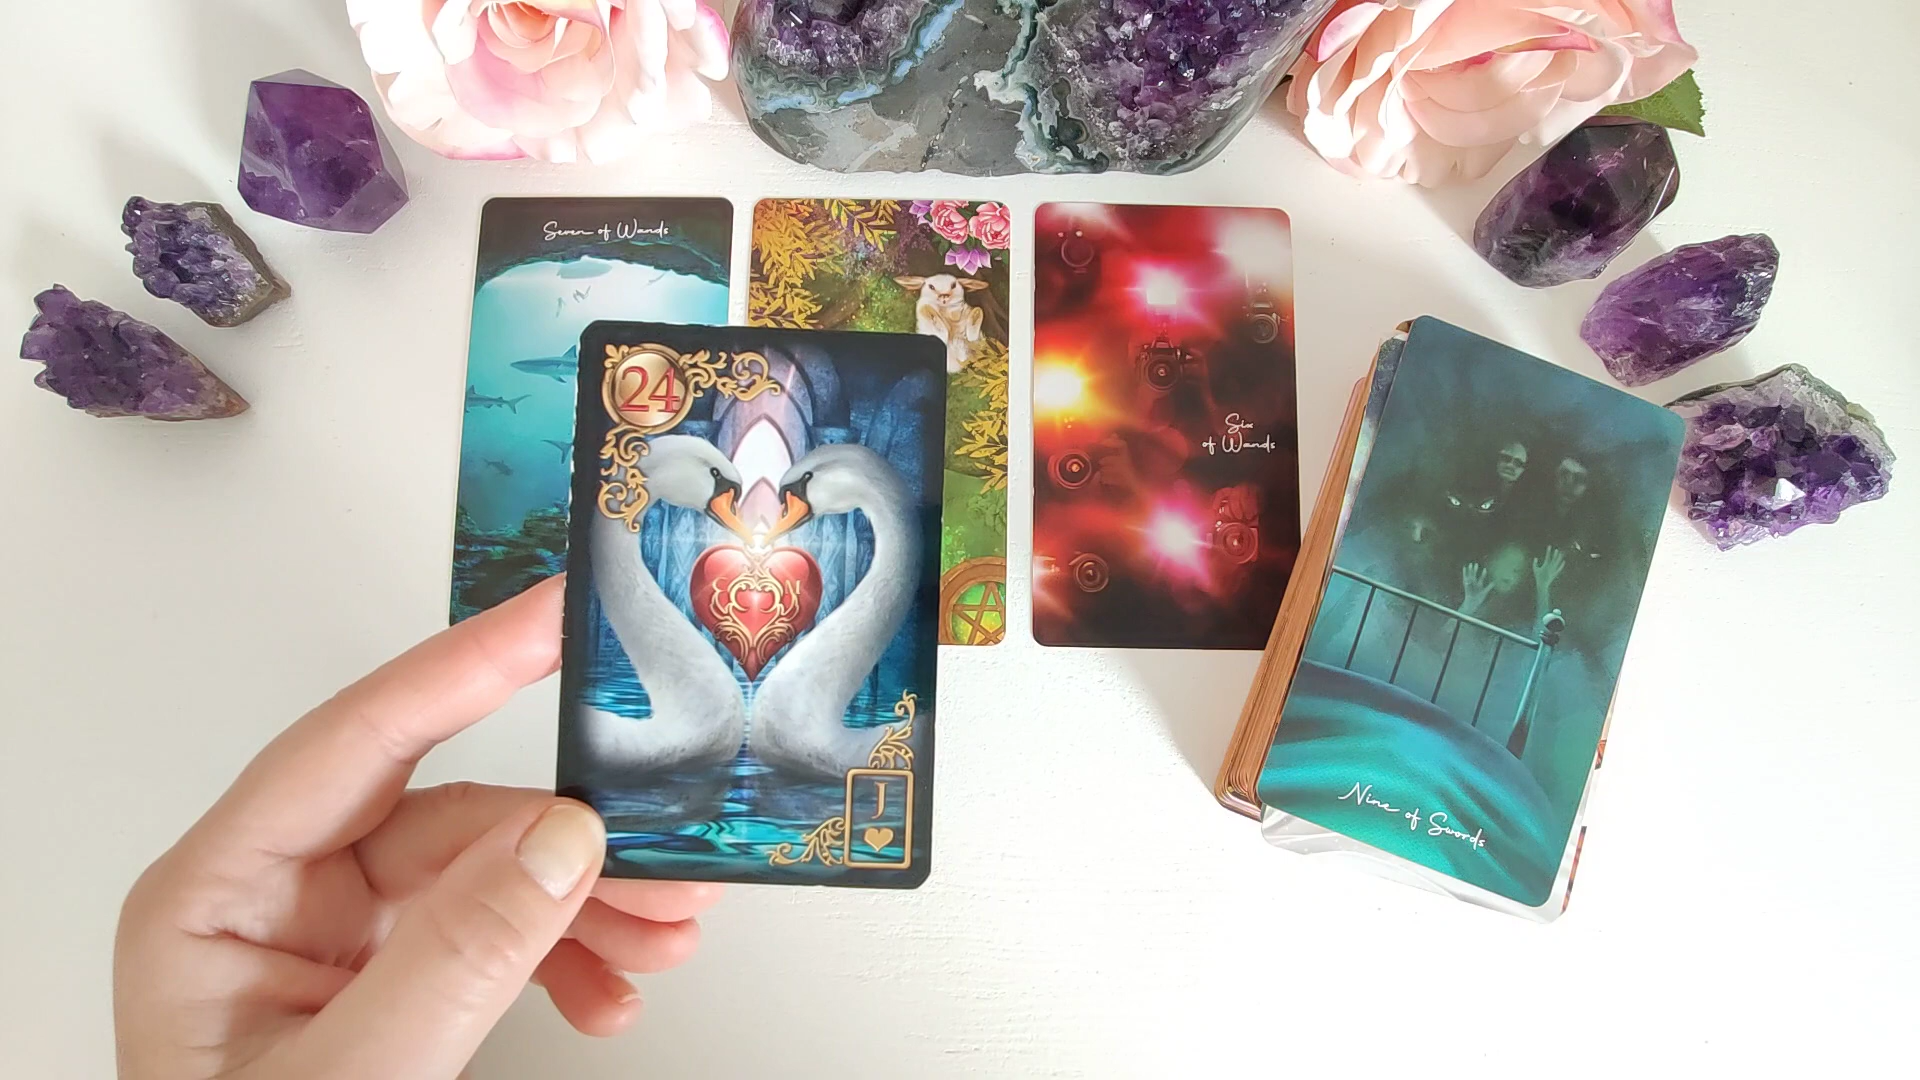 Seven of Wands
24
Six
of Wands
J
Nine of Swords